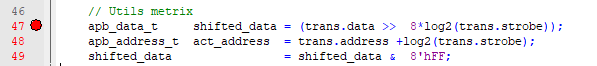 46 // Utils metrix
47 apb_data_t shifted_data = (trans.data >> 8*log2(trans.strobe));
48 apb_address_t act_address = trans.address +log2(trans.strobe);
49 shifted_data = shifted_data & 8'hFF;